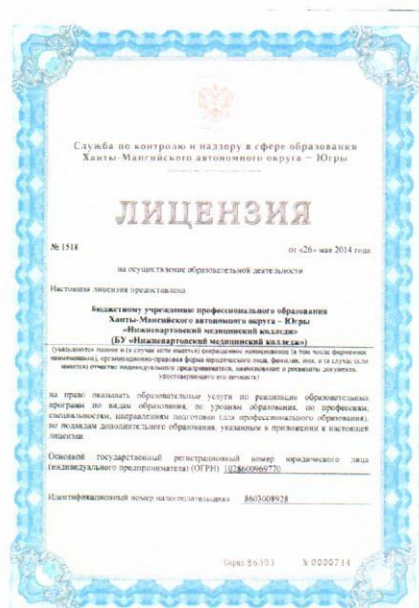 Служба по контролю и надзору в сфере образования
Ханты-Мансийского автономного округа – Югры
ЛИЦЕНЗИЯ
№ 1518
от «26» мая 2014 года
на осуществление образовательной деятельности
Настоящая лицензия предоставлена
бюджетному учреждению профессионального образования
Ханты-Мансийского автономного округа – Югры
«Нижневартовский медицинский колледж»
(БУ «Нижневартовский медицинский колледж»)
(указываются полное и (в случае если имеется) сокращенное наименование (в том числе фирменное
наименование), организационно-правовая форма юридического лица, фамилия, имя, и (в случае если
имеется) отчество индивидуального предпринимателя, наименование и реквизиты документа,
удостоверяющего его личность)
на право оказывать образовательные услуги по реализации образовательных
программ по видам образования, по уровням образования, по профессиям,
специальностям, направлениям подготовки (для профессионального образования),
по подвидам дополнительного образования, указанным в приложении к настоящей
лицензии
Основной государственный регистрационный номер юридического лица
(индивидуального предпринимателя) (ОГРН) 1028600969770
Идентификационный номер налогоплательщика 8603008928
Серия 86Л01 № 0000714